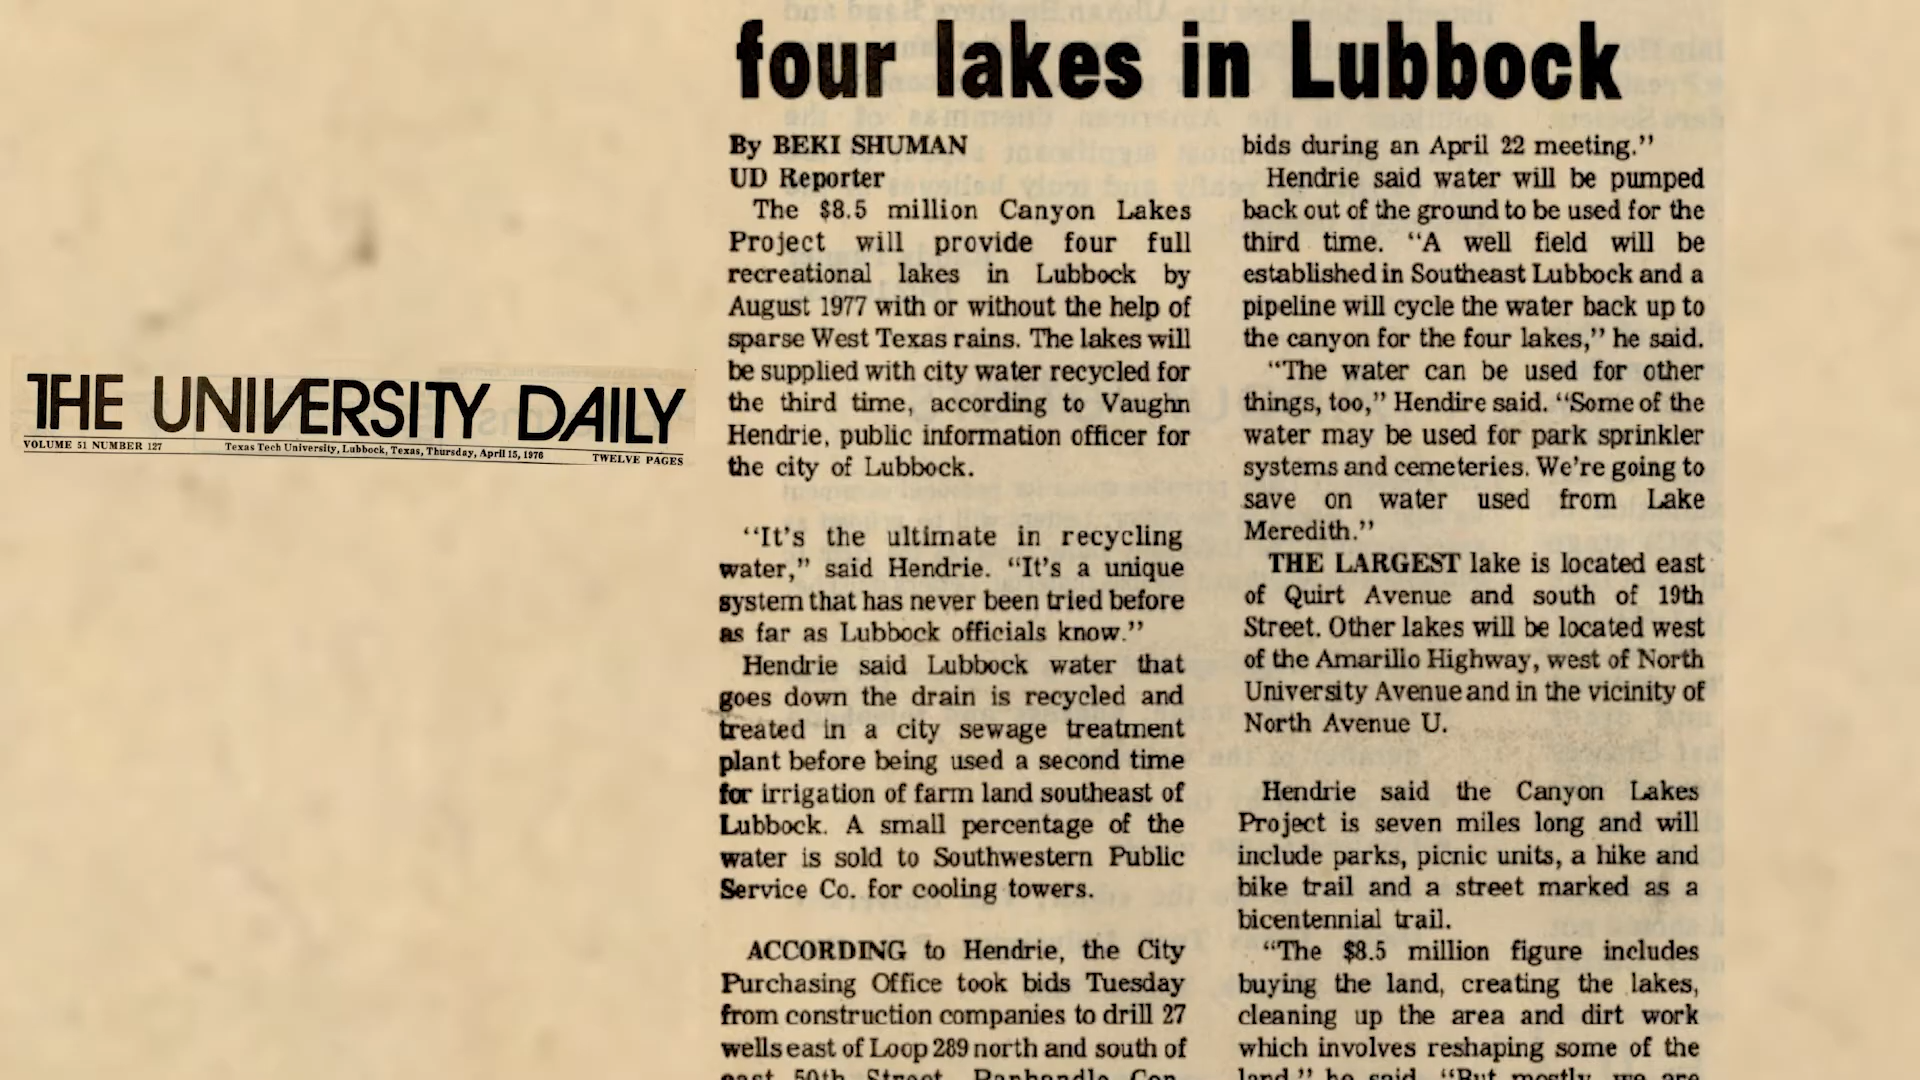 four lakes in Lubbock
THE UNIVERSITY DAILY
VOLUME 51 NUMBER 127
Texas Tech University, Lubbock, Texas, Thursday, April 15, 1976
TWELVE PAGES
By BEKI SHUMAN
UD Reporter
The $8.5 million Canyon Lakes
Project will provide four full
recreational lakes in Lubbock by
August 1977 with or without the help of
sparse West Texas rains. The lakes will
be supplied with city water recycled for
the third time, according to Vaughn
Hendrie, public information officer for
the city of Lubbock.
"It's the ultimate in recycling
water," said Hendrie. "It's a unique
system that has never been tried before
as far as Lubbock officials know."
Hendrie said Lubbock water that
goes down the drain is recycled and
treated in a city sewage treatment
plant before being used a second time
for irrigation of farm land southeast of
Lubbock. A small percentage of the
water is sold to Southwestern Public
Service Co. for cooling towers.
ACCORDING to Hendrie, the City
Purchasing Office took bids Tuesday
from construction companies to drill 27
wells east of Loop 289 north and south of
east 50th Street. Panhandle Con-
bids during an April 22 meeting."
Hendrie said water will be pumped
back out of the ground to be used for the
third time. "A well field will be
established in Southeast Lubbock and a
pipeline will cycle the water back up to
the canyon for the four lakes," he said.
"The water can be used for other
things, too," Hendire said. "Some of the
water may be used for park sprinkler
systems and cemeteries. We're going to
save on water used from Lake
Meredith."
THE LARGEST lake is located east
of Quirt Avenue and south of 19th
Street. Other lakes will be located west
of the Amarillo Highway, west of North
University Avenue and in the vicinity of
North Avenue U.
Hendrie said the Canyon Lakes
Project is seven miles long and will
include parks, picnic units, a hike and
bike trail and a street marked as a
bicentennial trail.
"The $8.5 million figure includes
buying the land, creating the lakes,
cleaning up the area and dirt work
which involves reshaping some of the
land," he said. "But mostly, we are